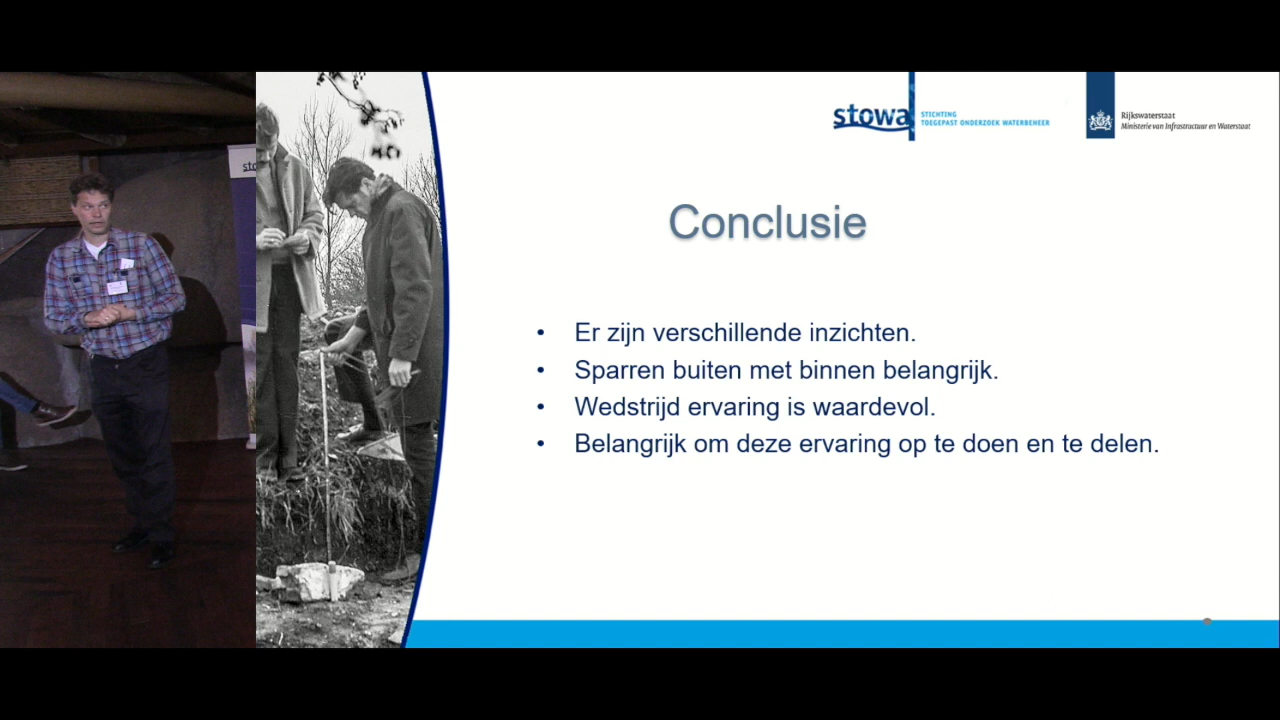 stowa
STICHTING
TOEGEPAST ONDERZOEK WATERBEHEER
Rijkswaterstaat
Ministerie van Infrastructuur en Waterstaat
Conclusie
• Er zijn verschillende inzichten.
• Sparren buiten met binnen belangrijk.
• Wedstrijd ervaring is waardevol.
• Belangrijk om deze ervaring op te doen en te delen.